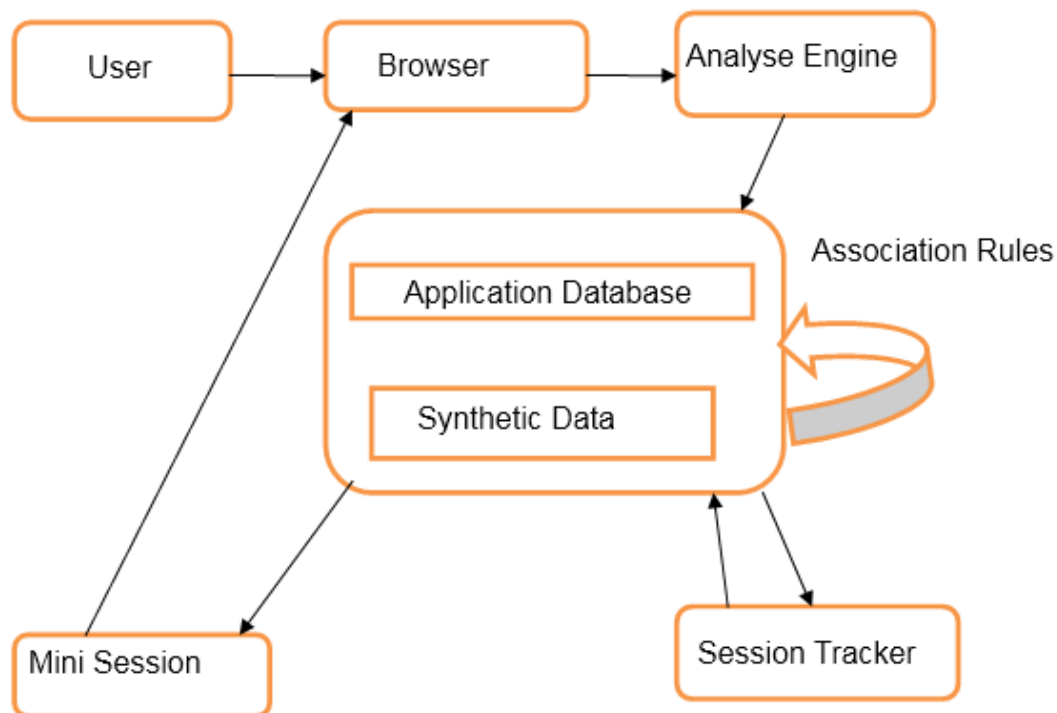 User
Browser
Analyse Engine
Association Rules
Application Database
Synthetic Data
Mini Session
Session Tracker